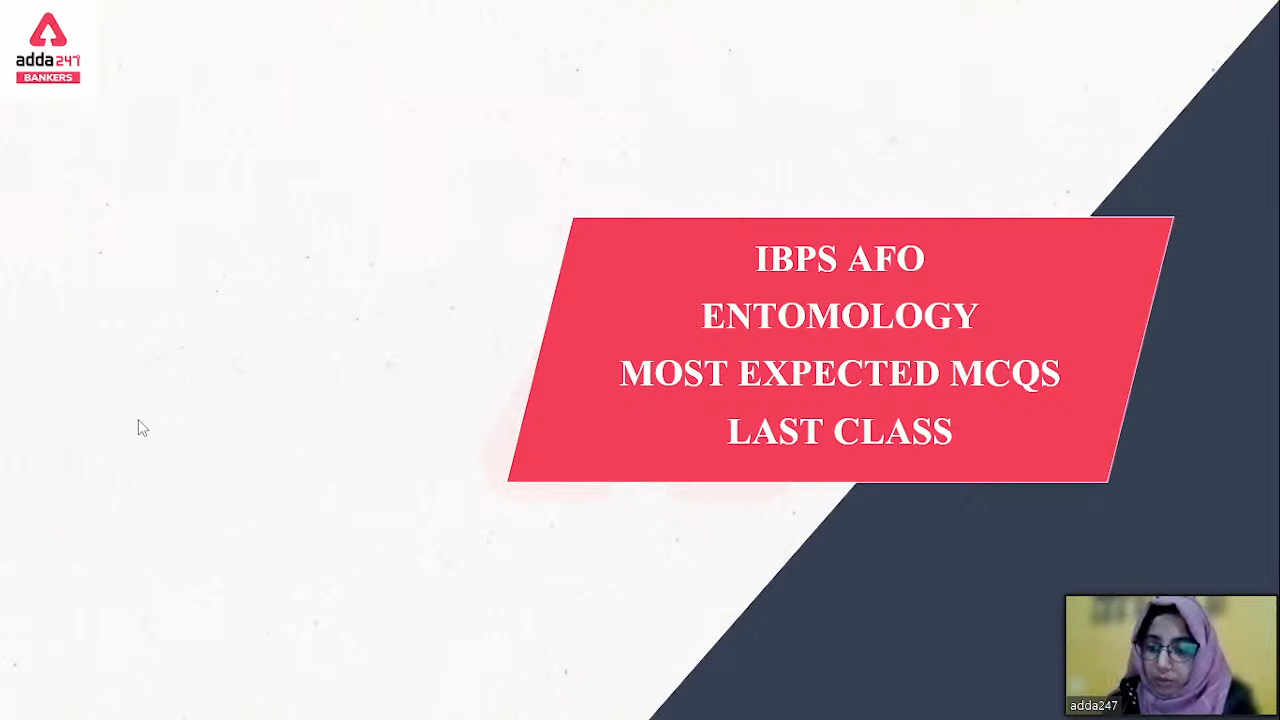 adda247
BANKERS
IBPS AFO
ENTOMOLOGY
MOST EXPECTED MCQS
LAST CLASS
adda247